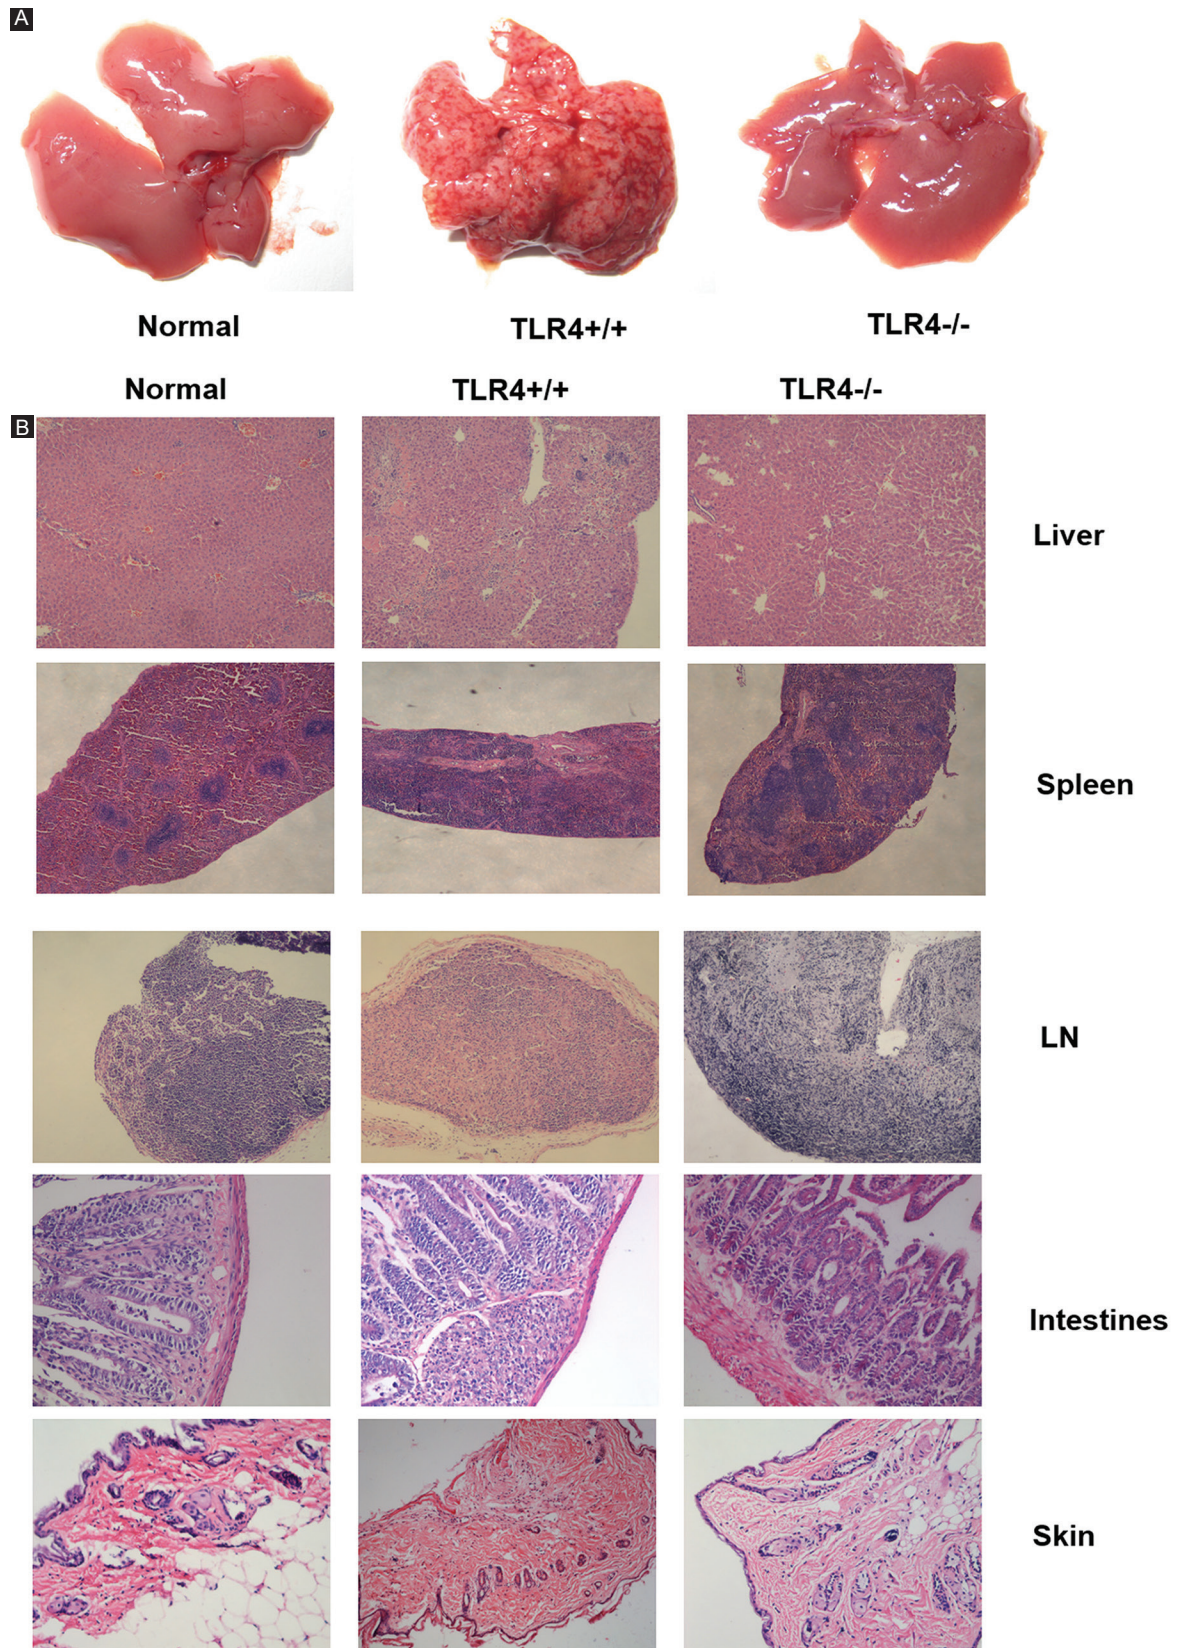 A
Normal TLR4+/+ TLR4-/-
Normal TLR4+/+ TLR4-/-
B
Liver
Spleen
LN
Intestines
Skin